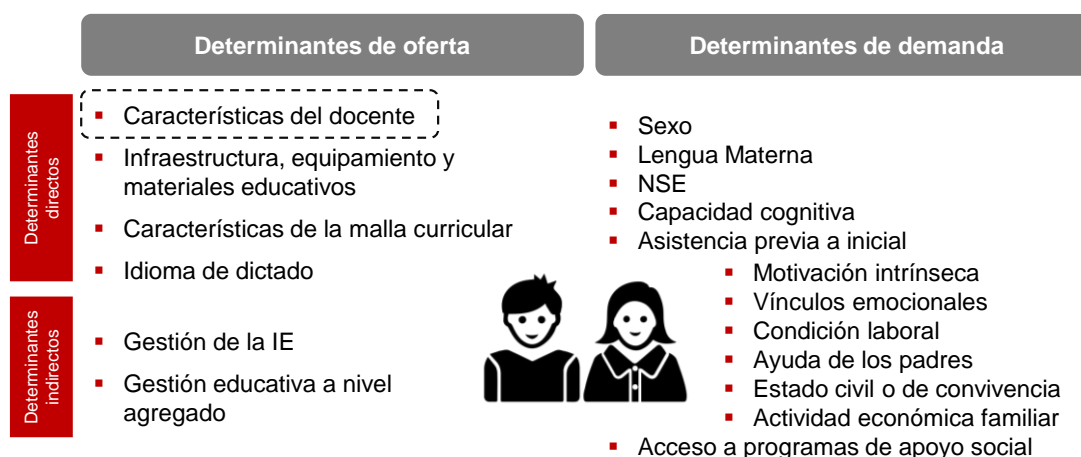 Determinantes de oferta
Determinantes de demanda
Determinantes
directos
Características del docente
Infraestructura, equipamiento y
materiales educativos
Características de la malla curricular
Idioma de dictado
Determinantes
indirectos
Gestión de la IE
Gestión educativa a nivel
agregado
Sexo
Lengua Materna
NSE
Capacidad cognitiva
Asistencia previa a inicial
Motivación intrínseca
Vínculos emocionales
Condición laboral
Ayuda de los padres
Estado civil o de convivencia
Actividad económica familiar
Acceso a programas de apoyo social